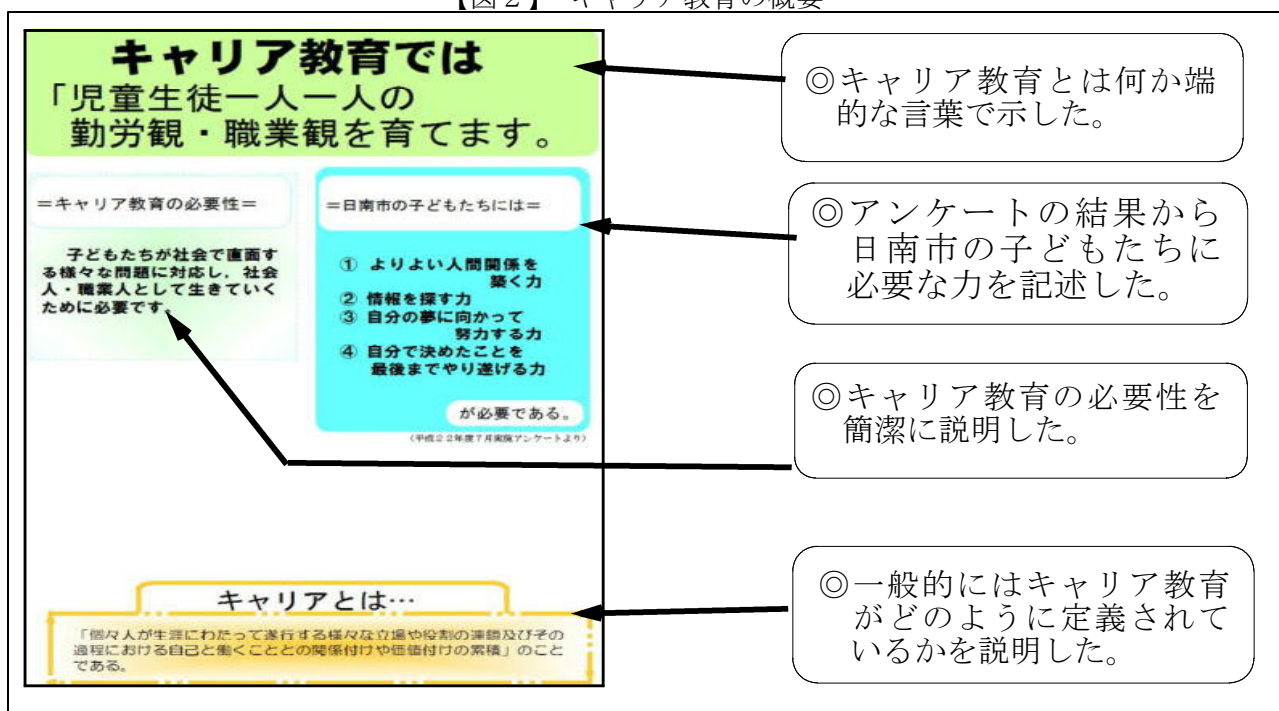 【図2】 キャリア教育の概要
キャリア教育では
「児童生徒一人一人の
勤労観・職業観を育てます。
=キャリア教育の必要性=
子どもたちが社会で直面す
る様々な問題に対応し,社会
人・職業人として生きていく
ために必要です。
=日南市の子どもたちには=
① よりよい人間関係を
築く力
② 情報を探す力
③ 自分の夢に向かって
努力する力
④ 自分で決めたことを
最後までやり遂げる力
が必要である。
(平成22年度7月実施アンケートより)
キャリアとは…
「個々人が生涯にわたって遂行する様々な立場や役割の連鎖及びその
過程における自己と働くこととの関係付けや価値付けの累積」のこと
である。
◎キャリア教育とは何か端
的な言葉で示した。
◎アンケートの結果から
日南市の子どもたちに
必要な力を記述した。
◎キャリア教育の必要性を
簡潔に説明した。
◎一般的にはキャリア教育
がどのように定義されて
いるかを説明した。